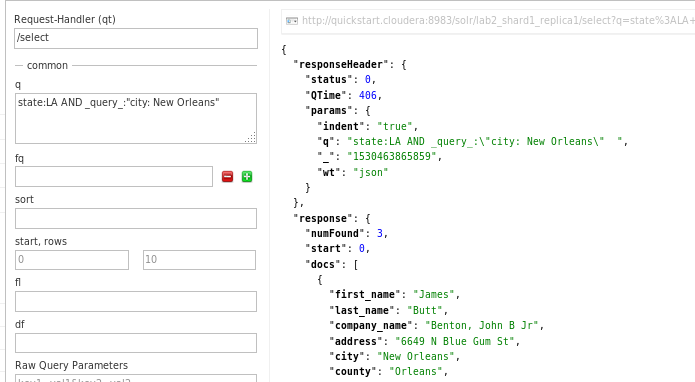 Request-Handler (qt)
/select
common
q
state:LA AND _query_:"city: New Orleans"
fq
sort
start, rows
0
10
fl
df
Raw Query Parameters
http://quickstart.cloudera:8983/solr/lab2_shard1_replica1/select?q=state%3ALA+
{
"responseHeader": {
"status": 0,
"QTime": 406,
"params": {
"indent": "true",
"q": "state:LA AND _query_:\"city: New Orleans\"  ",
"_": "1530463865859",
"wt": "json"
}
},
"response": {
"numFound": 3,
"start": 0,
"docs": [
{
"first_name": "James",
"last_name": "Butt",
"company_name": "Benton, John B Jr",
"address": "6649 N Blue Gum St",
"city": "New Orleans",
"county": "Orleans",